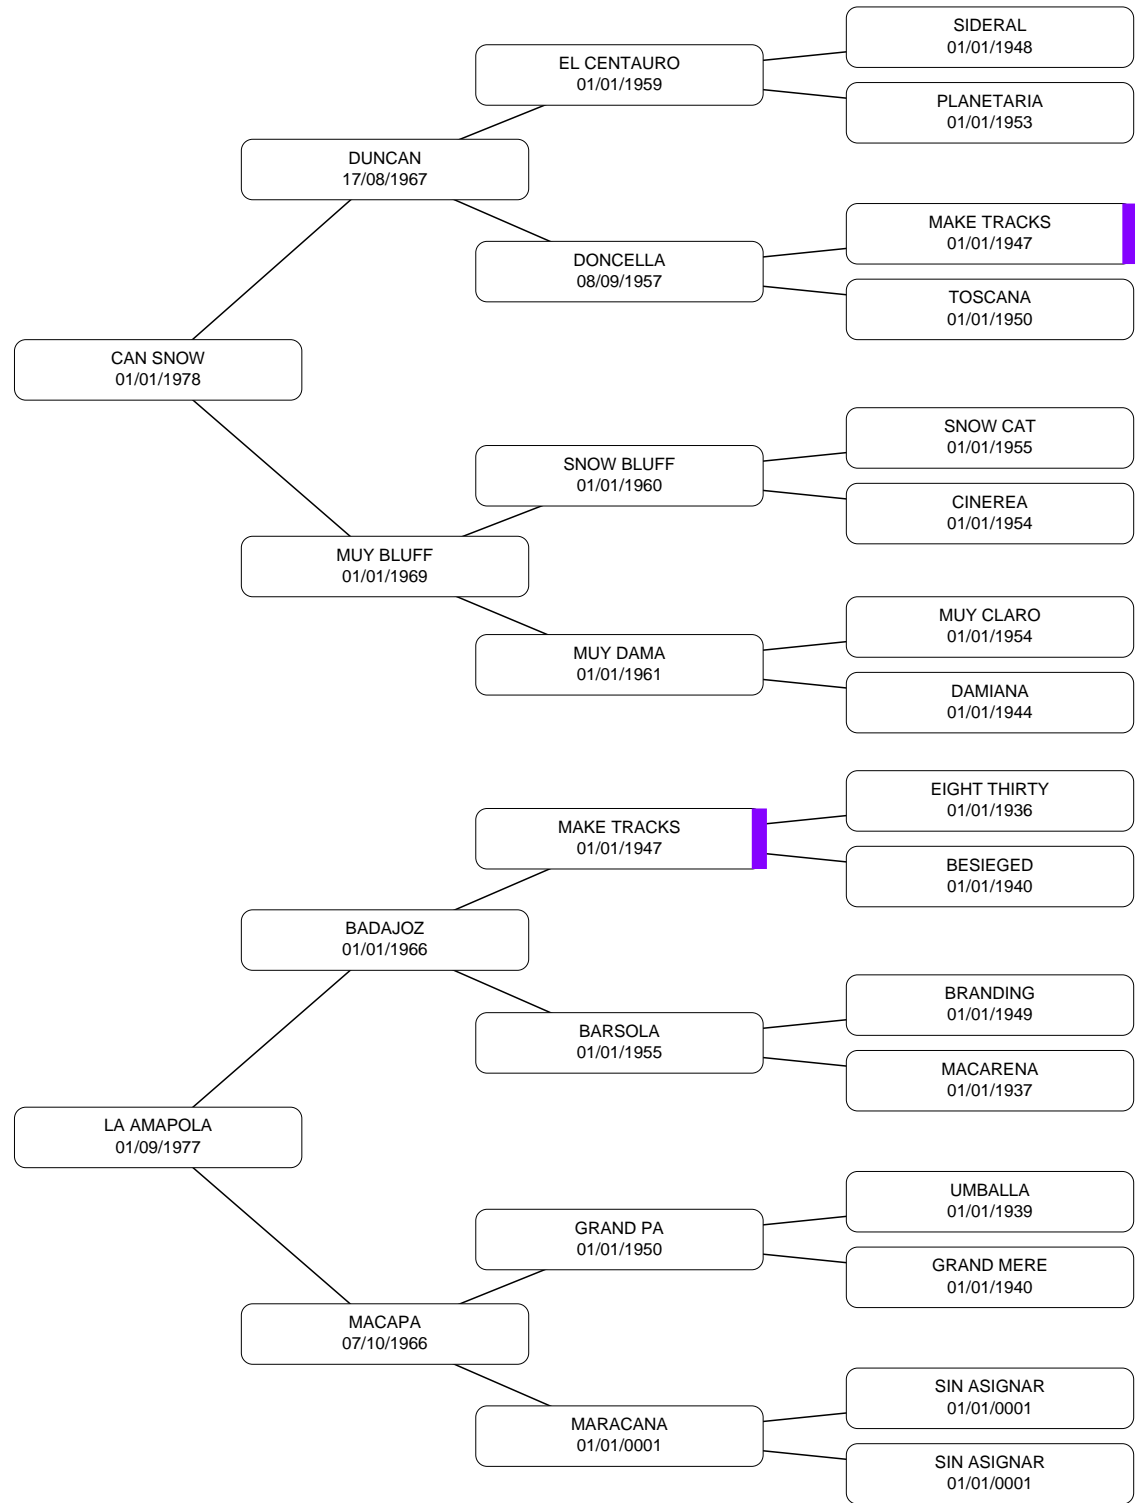 SIDERAL
01/01/1948
EL CENTAURO
01/01/1959
PLANETARIA
01/01/1953
DUNCAN
17/08/1967
MAKE TRACKS
01/01/1947
DONCELLA
08/09/1957
TOSCANA
01/01/1950
CAN SNOW
01/01/1978
SNOW CAT
01/01/1955
SNOW BLUFF
01/01/1960
CINEREA
01/01/1954
MUY BLUFF
01/01/1969
MUY CLARO
01/01/1954
MUY DAMA
01/01/1961
DAMIANA
01/01/1944
EIGHT THIRTY
01/01/1936
MAKE TRACKS
01/01/1947
BESIEGED
01/01/1940
BADAJOZ
01/01/1966
BRANDING
01/01/1949
BARSOLA
01/01/1955
MACARENA
01/01/1937
LA AMAPOLA
01/09/1977
UMBALLA
01/01/1939
GRAND PA
01/01/1950
GRAND MERE
01/01/1940
MACAPA
07/10/1966
SIN ASIGNAR
01/01/0001
MARACANA
01/01/0001
SIN ASIGNAR
01/01/0001